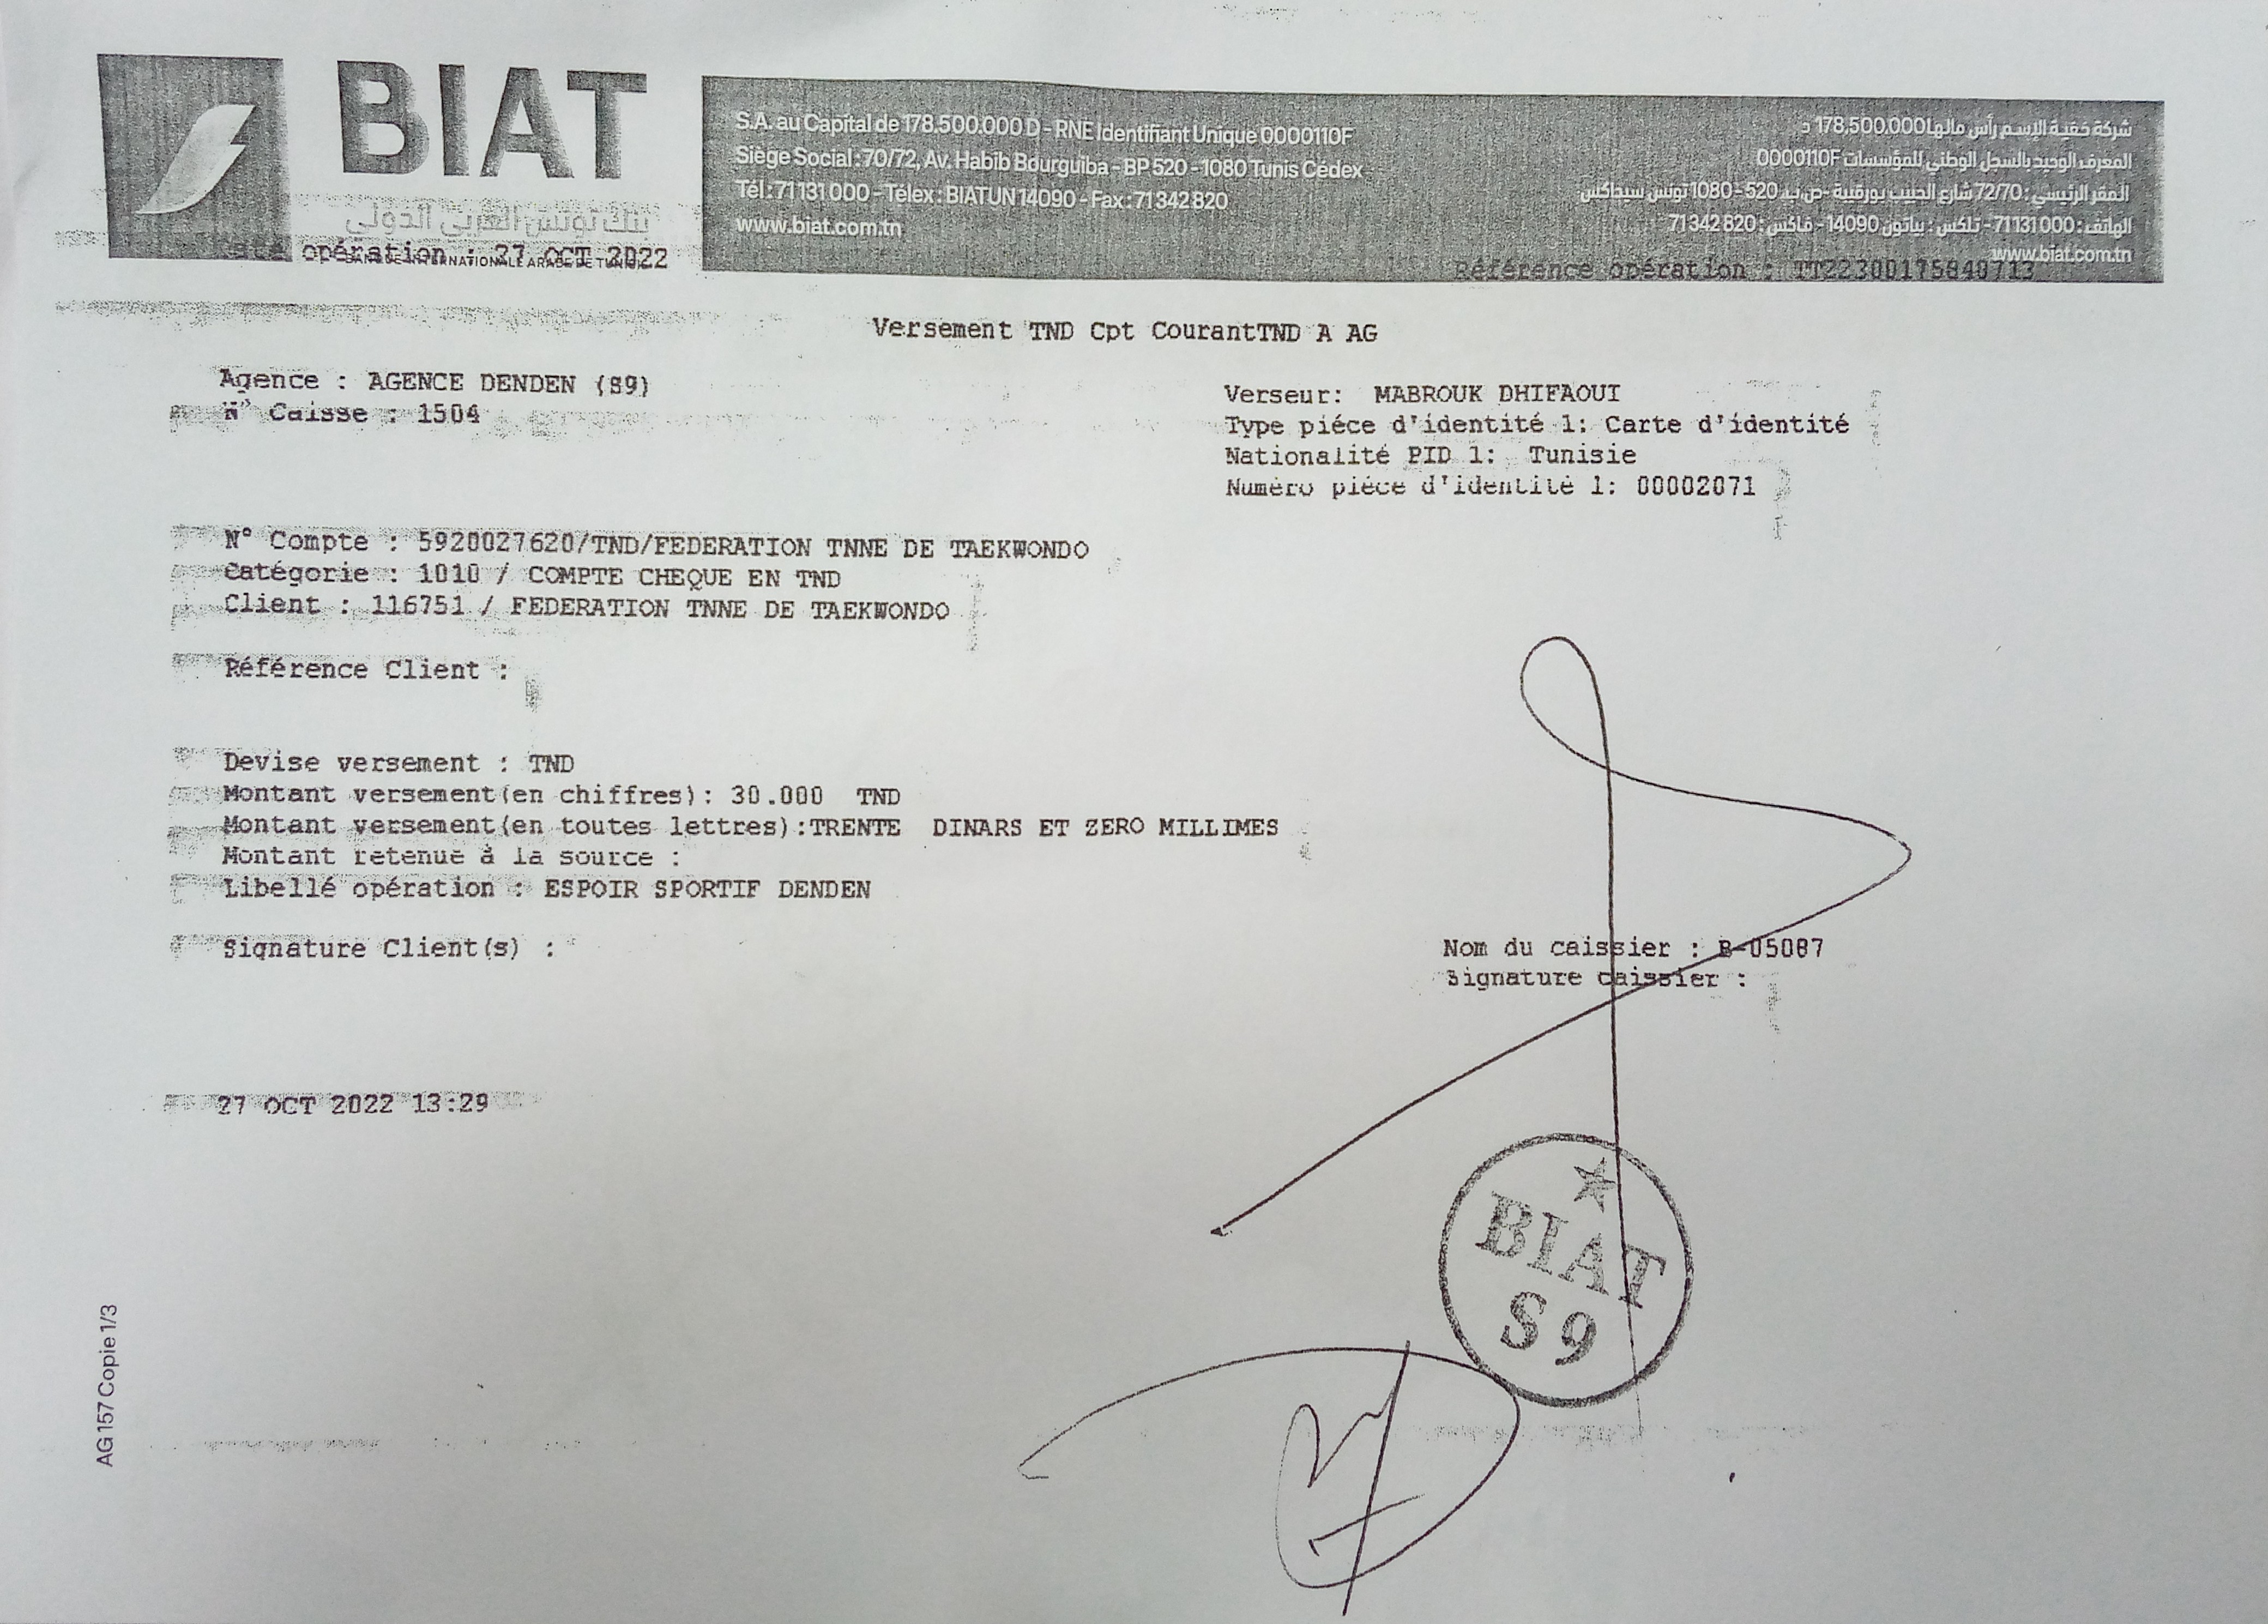 BIAT
بنك تونس العربي الدولي
BANQUE INTERNATIONALE ARABE DE TUNISIE
opération : 27 OCT 2022
S.A. au Capital de 178.500.000 D - RNE Identifiant Unique 0000110F
Siège Social : 70/72, Av. Habib Bourguiba - BP 520 - 1080 Tunis Cédex
Tél : 71 131 000 - Télex : BIATUN 14090 - Fax : 71 342 820
www.biat.com.tn
شركة خفية الإسم رأس مالها 178.500.000 د
المعرف الوحيد بالسجل الوطني للمؤسسات 0000110F
المقر الرئيسي : 72/70 شارع الحبيب بورقيبة -ص.ب 520 - 1080 تونس سيداكس
الهاتف : 71131000 - تلكس : بياتون 14090 - فاكس : 71342820
www.biat.com.tn
Référence opération : TT22300175840713
Versement TND Cpt CourantTND A AG
Agence : AGENCE DENDEN (S9)
N° Caisse : 1504
Verseur: MABROUK DHIFAOUI
Type piéce d'identité 1: Carte d'identité
Nationalité PID 1: Tunisie
Numéro piéce d'identité 1: 00002071
N° Compte : 5920027620/TND/FEDERATION TNNE DE TAEKWONDO
Catégorie : 1010 / COMPTE CHEQUE EN TND
Client : 116751 / FEDERATION TNNE DE TAEKWONDO
Référence Client :
Devise versement : TND
Montant versement(en chiffres): 30.000 TND
Montant versement(en toutes lettres):TRENTE DINARS ET ZERO MILLIMES
Montant retenue à la source :
Libellé opération : ESPOIR SPORTIF DENDEN
Signature Client(s) :
Nom du caissier : B-05087
Signature caissier :
27 OCT 2022 13:29
BIAT
S9
AG 157 Copie 1/3